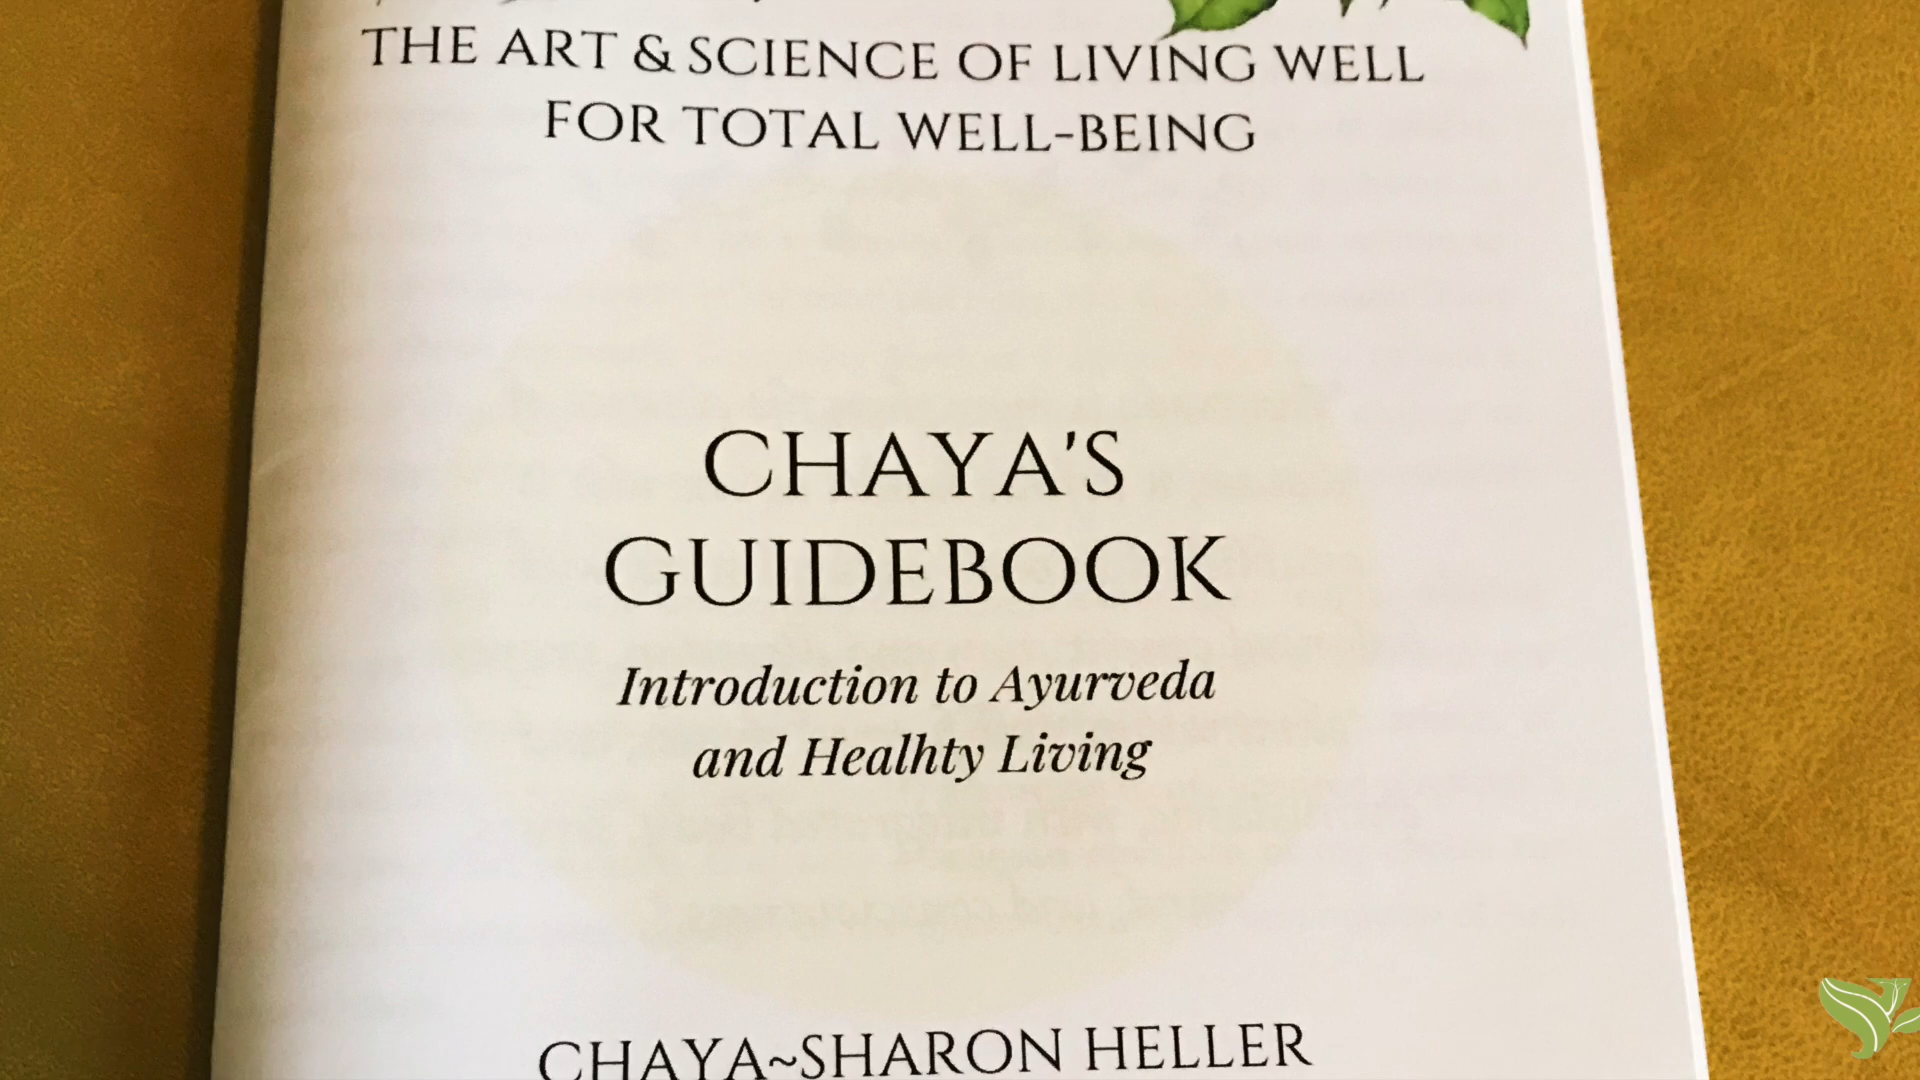 THE ART & SCIENCE OF LIVING WELL
FOR TOTAL WELL-BEING
CHAYA'S
GUIDEBOOK
Introduction to Ayurveda
and Healhty Living
CHAYA~SHARON HELLER